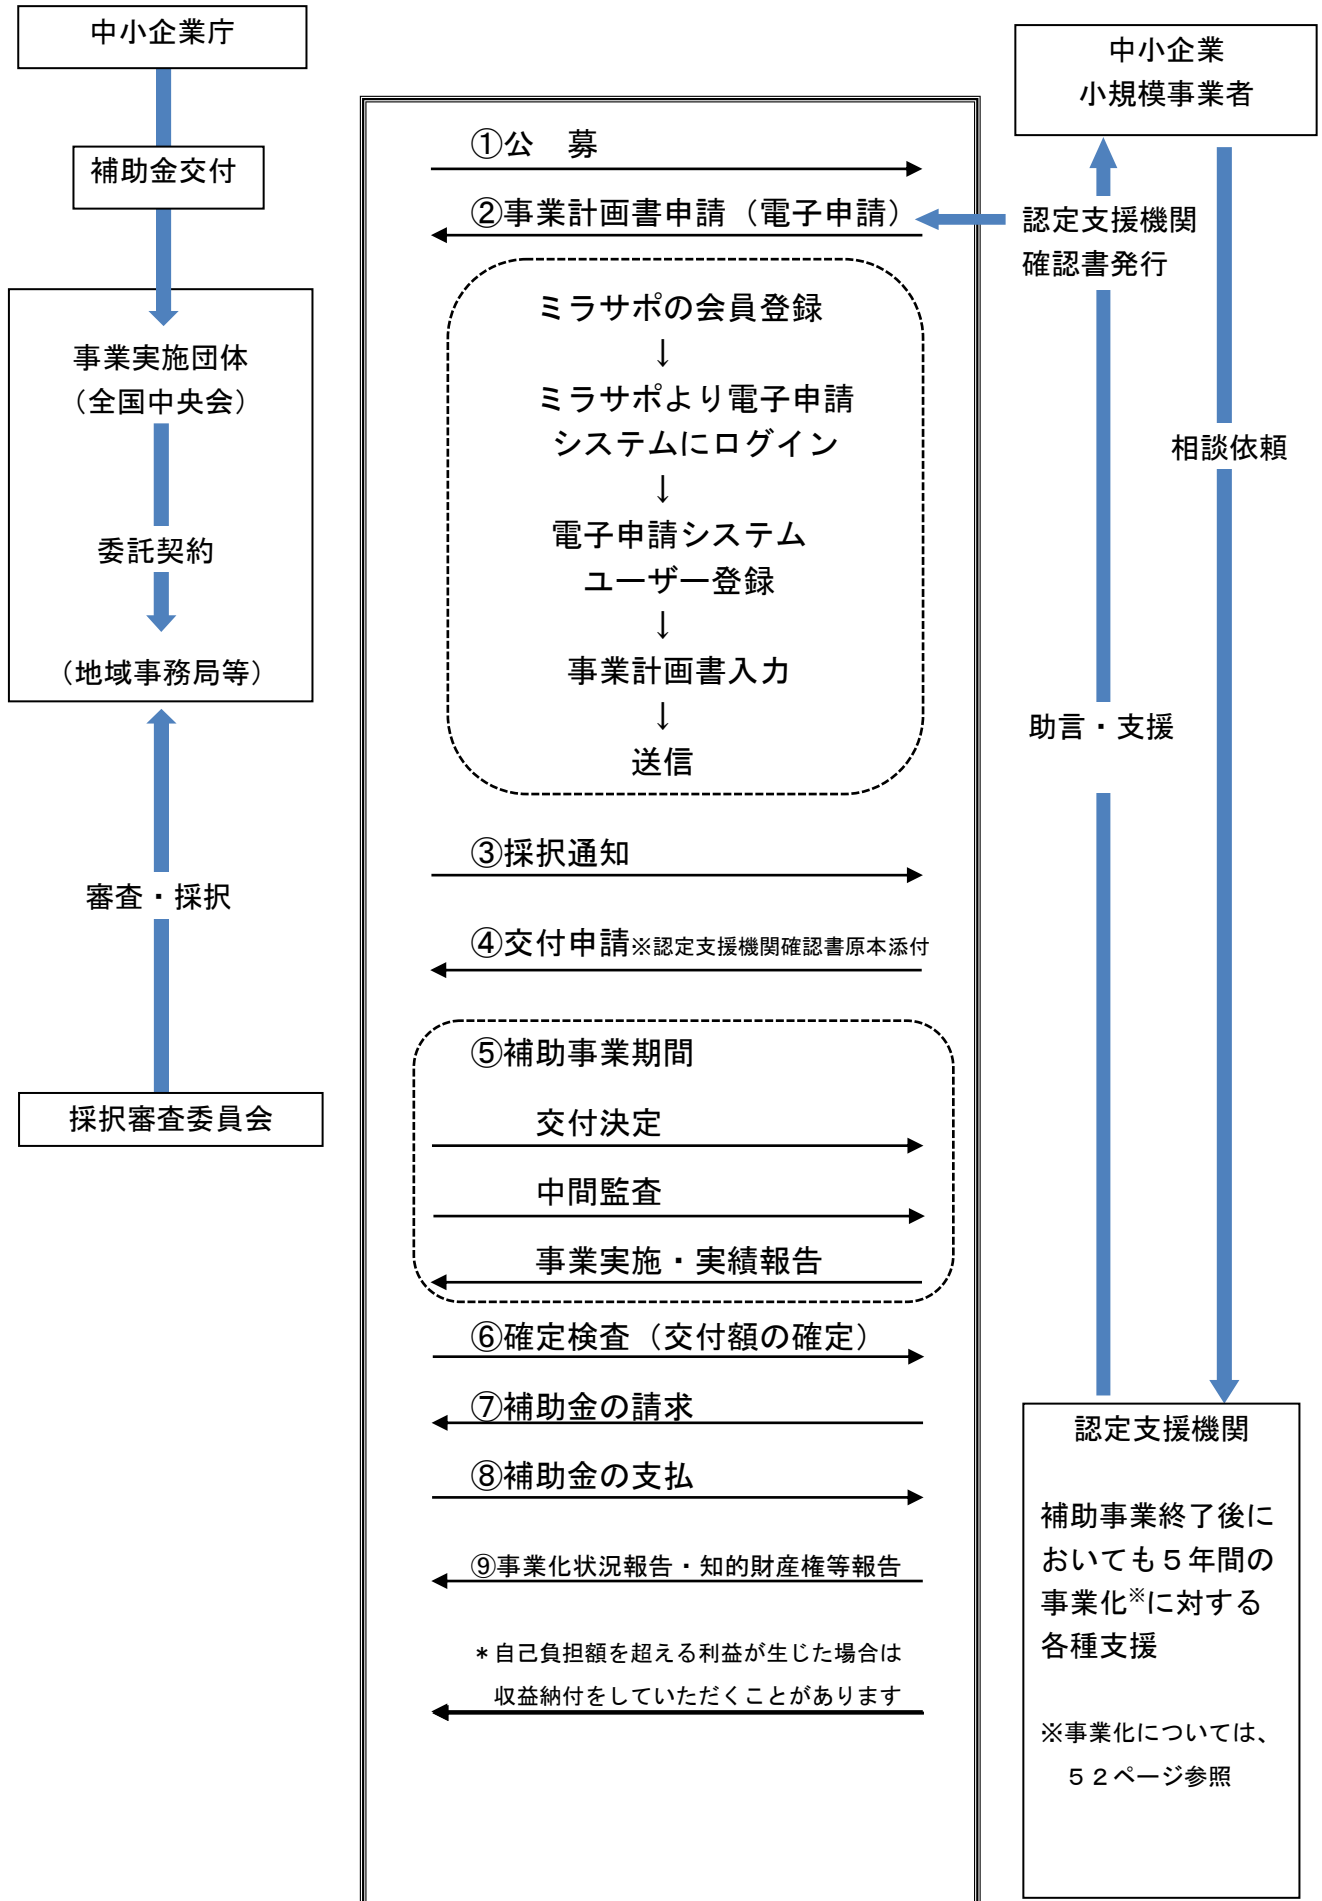 中小企業庁
補助金交付
事業実施団体
（全国中央会）
委託契約
（地域事務局等）
審査・採択
採択審査委員会
①公　募
②事業計画書申請（電子申請）
ミラサポの会員登録
↓
ミラサポより電子申請
システムにログイン
↓
電子申請システム
ユーザー登録
↓
事業計画書入力
↓
送信
③採択通知
④交付申請※認定支援機関確認書原本添付
⑤補助事業期間
交付決定
中間監査
事業実施・実績報告
⑥確定検査（交付額の確定）
⑦補助金の請求
⑧補助金の支払
⑨事業化状況報告・知的財産権等報告
＊自己負担額を超える利益が生じた場合は
収益納付をしていただくことがあります
中小企業
小規模事業者
認定支援機関
確認書発行
相談依頼
助言・支援
認定支援機関
補助事業終了後に
おいても５年間の
事業化※に対する
各種支援
※事業化については、
５２ページ参照